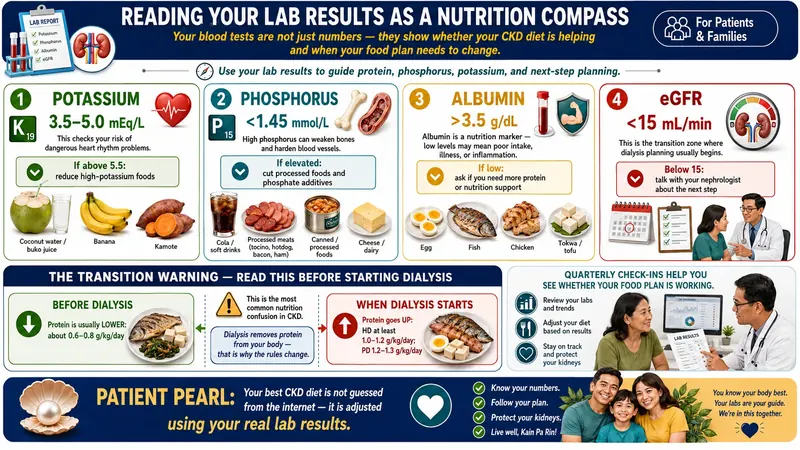 LAB REPORT
Potassium
Phosphorus
Albumin
eGFR
READING YOUR LAB RESULTS AS A NUTRITION COMPASS
Your blood tests are not just numbers — they show whether your CKD diet is helping
and when your food plan needs to change.
For Patients
& Families
Use your lab results to guide protein, phosphorus, potassium, and next-step planning.
1
POTASSIUM
K
19
3.5–5.0 mEq/L
This checks your risk of
dangerous heart rhythm problems.
If above 5.5:
reduce high-potassium foods
Coconut water /
buko juice
Banana
Kamote
2
PHOSPHORUS
P
15
<1.45 mmol/L
High phosphorus can weaken bones
and harden blood vessels.
If elevated:
cut processed foods and
phosphate additives
Cola /
soft drinks
Processed meats
(tocino, hotdog,
bacon, ham)
Canned /
processed
foods
Cheese /
dairy
3
ALBUMIN
>3.5 g/dL
Albumin is a nutrition marker —
low levels may mean poor intake,
illness, or inflammation.
If low:
ask if you need more protein
or nutrition support
Egg
Fish
Chicken
Tokwa /
tofu
4
eGFR
<15 mL/min
This is the transition zone where
dialysis planning usually begins.
Below 15:
talk with your nephrologist
about the next step
THE TRANSITION WARNING — READ THIS BEFORE STARTING DIALYSIS
BEFORE DIALYSIS
Protein is usually LOWER:
about 0.6–0.8 g/kg/day
This is the most
common nutrition
confusion in CKD.
Dialysis removes protein
from your body —
that is why the rules change.
WHEN DIALYSIS STARTS
Protein goes UP:
HD at least
1.0–1.2 g/kg/day;
PD 1.2–1.3 g/kg/day
QUARTERLY CHECK-INS HELP YOU
SEE WHETHER YOUR FOOD PLAN IS WORKING.
Review your labs
and trends
Adjust your diet
based on results
Stay on track
and protect
your kidneys
LAB RESULTS
PATIENT PEARL:
Your best CKD diet is not guessed
from the internet — it is adjusted
using your real lab results.
Know your numbers.
Follow your plan.
Protect your kidneys.
Live well, Kain Pa Rin!
You know your body best.
Your labs are your guide.
We're in this together.